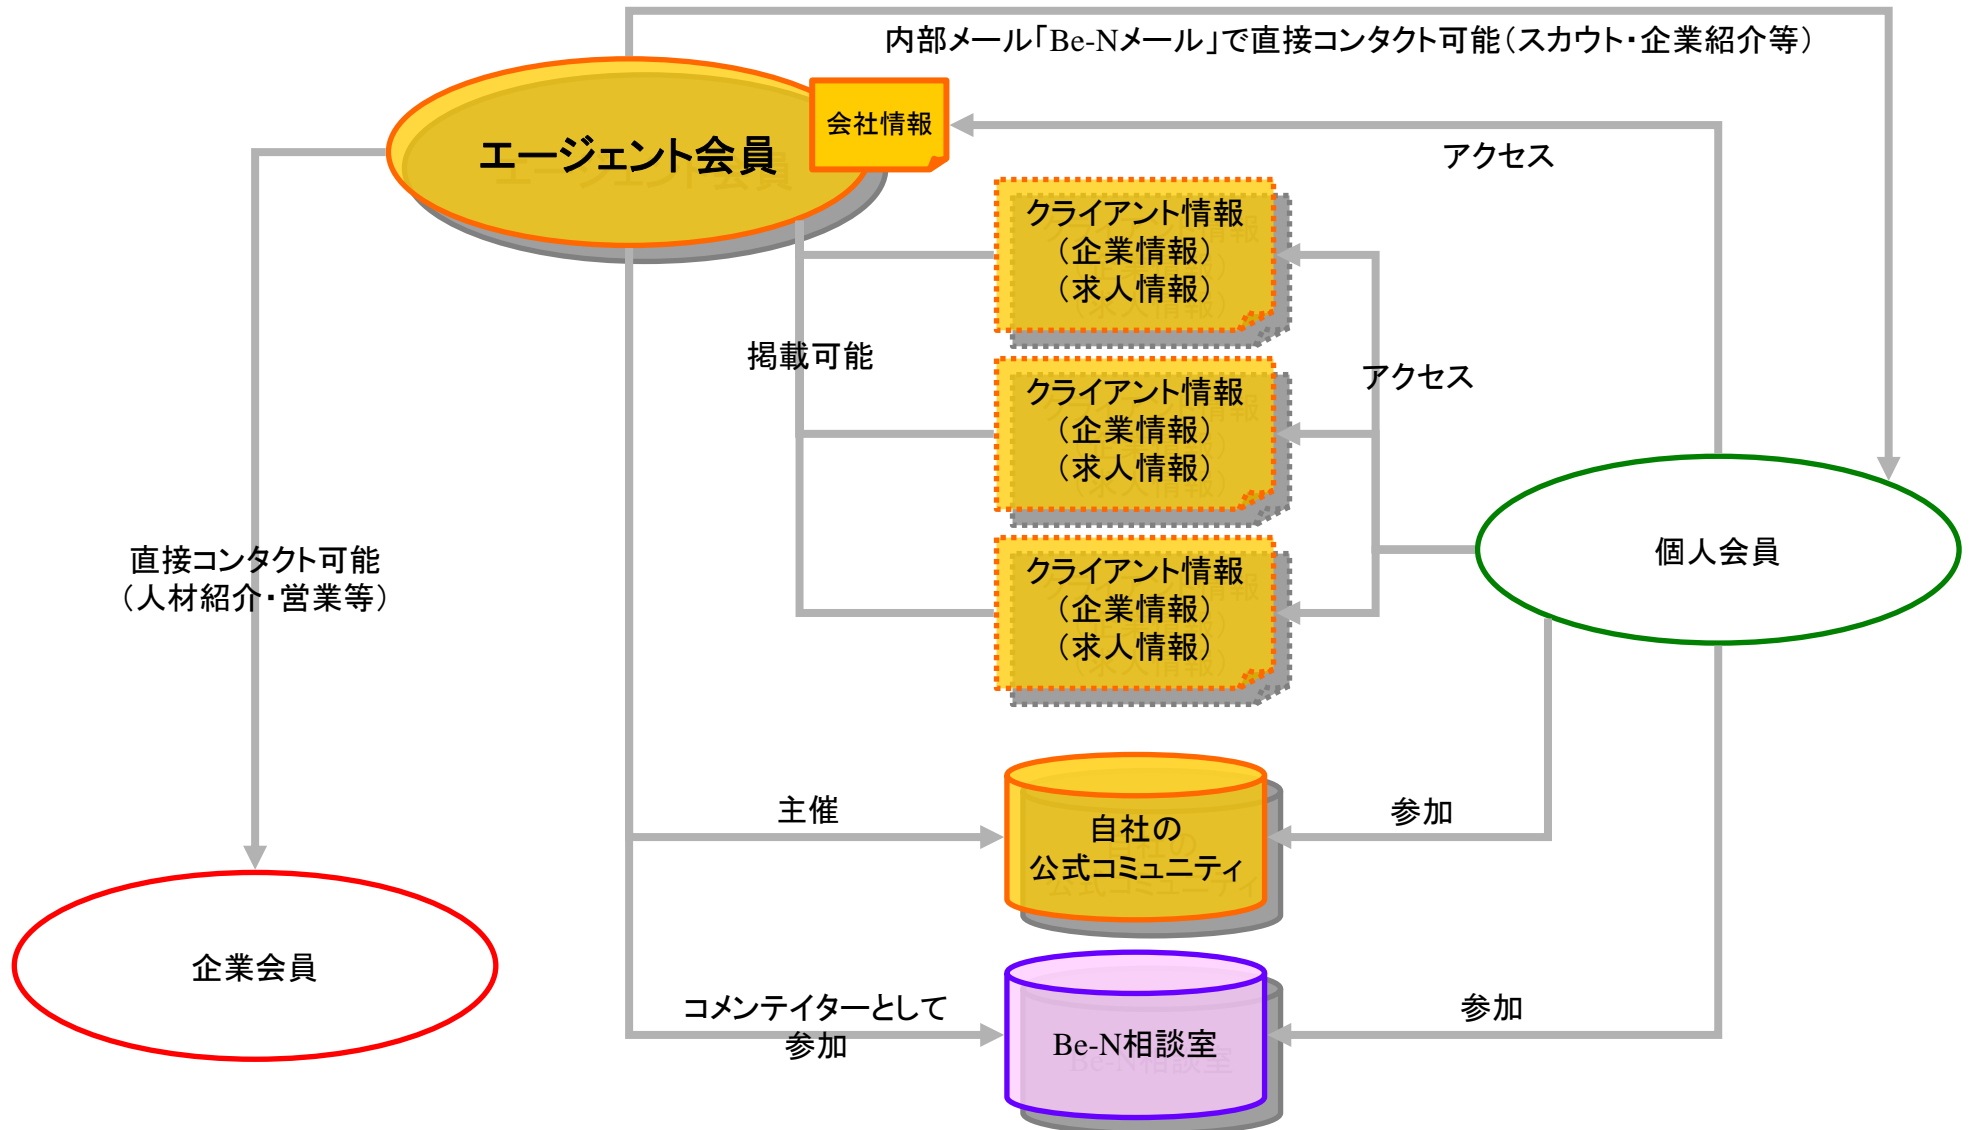 内部メール「Be-Nメール」で直接コンタクト可能（スカウト・企業紹介等）
エージェント会員
会社情報
アクセス
クライアント情報
（企業情報）
（求人情報）
掲載可能
アクセス
クライアント情報
（企業情報）
（求人情報）
個人会員
直接コンタクト可能
（人材紹介・営業等）
クライアント情報
（企業情報）
（求人情報）
主催
自社の
公式コミュニティ
参加
企業会員
コメンテイターとして
参加
Be-N相談室
参加